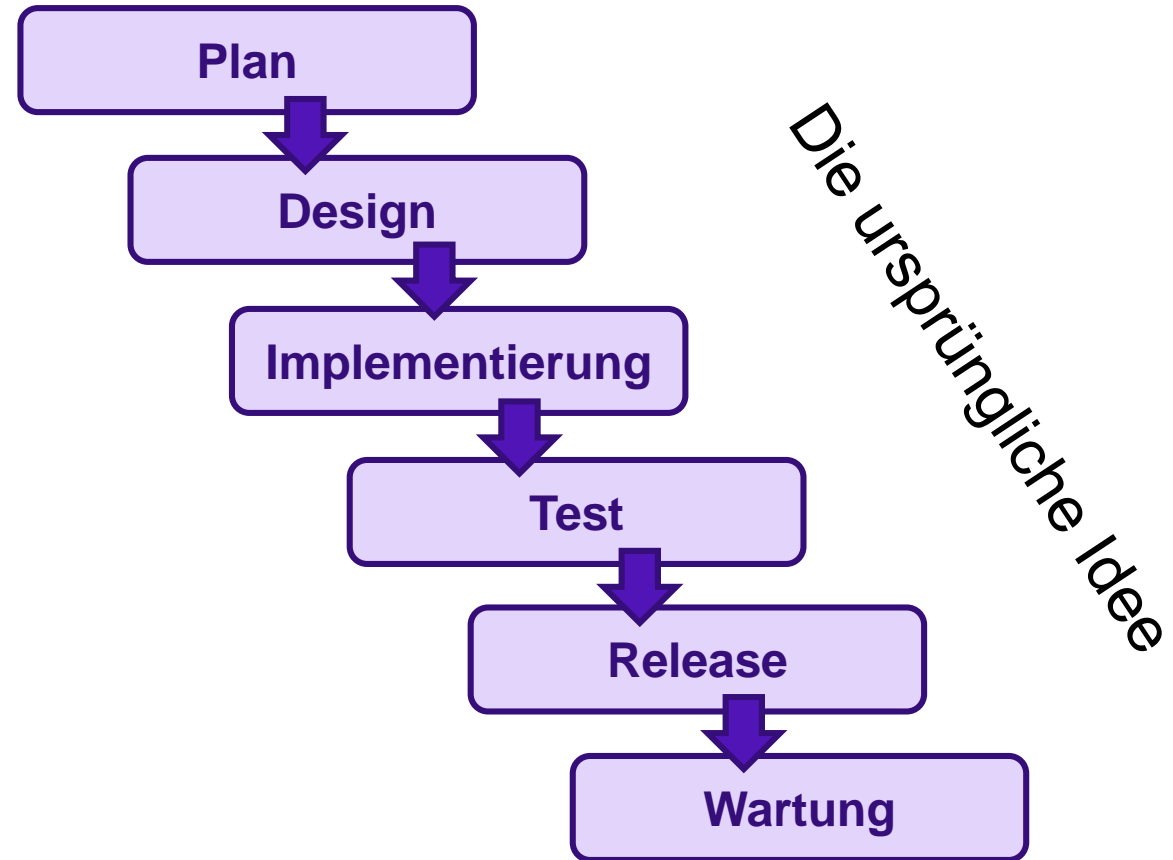 Plan
Design
Implementierung
Test
Release
Wartung
Die ursprüngliche Idee